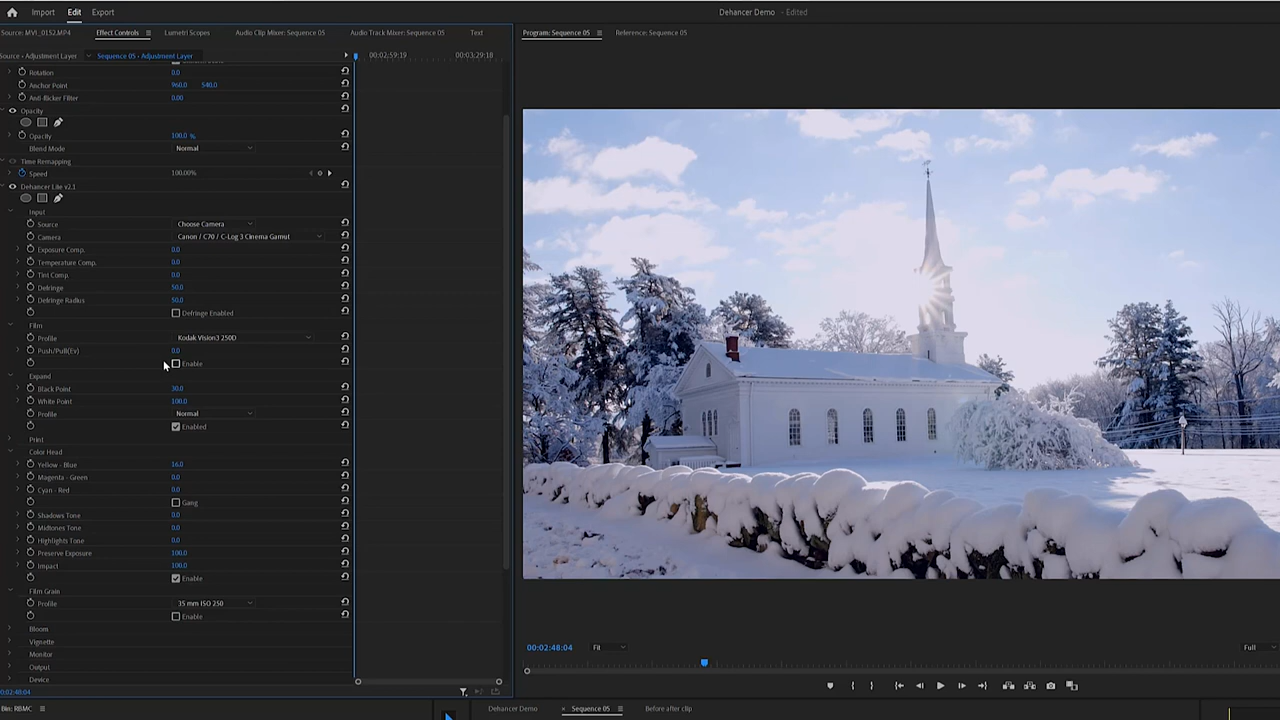 Import Edit Export Dehancer Demo - Edited
Source: MVI_0152.MP4 Effect Controls Lumetri Scopes Audio Clip Mixer: Sequence 05 Audio Track Mixer: Sequence 05 Text Program: Sequence 05 Reference: Sequence 05
Source - Adjustment Layer Sequence 05 - Adjustment Layer 00:02:59:19 00:03:29:18
Rotation 0.0
Anchor Point 960.0 540.0
Anti-flicker Filter 0.00
Opacity
Opacity 100.0 %
Blend Mode Normal
Time Remapping
Speed 100.00%
Dehancer Lite v2.1
Input
Source Choose Camera
Camera Canon / C70 / C-Log 3 Cinema Gamut
Exposure Comp. 0.0
Temperature Comp. 0.0
Tint Comp. 0.0
Defringe 50.0
Defringe Radius 50.0
Defringe Enabled
Film
Profile Kodak Vision3 250D
Push/Pull(Ev) 0.0
Enable
Expand
Black Point 30.0
White Point 100.0
Profile Normal
Enabled
Print
Color Head
Yellow - Blue 16.0
Magenta - Green 0.0
Cyan - Red 0.0
Gang
Shadows Tone 0.0
Midtones Tone 0.0
Highlights Tone 0.0
Preserve Exposure 100.0
Impact 100.0
Enable
Film Grain
Profile 35 mm ISO 250
Enable
Bloom
Vignette
Monitor
Output
Device
00:02:48:04 Fit Full
0:02:48:04
Bin: RBMC Dehancer Demo Sequence 05 Before after clip